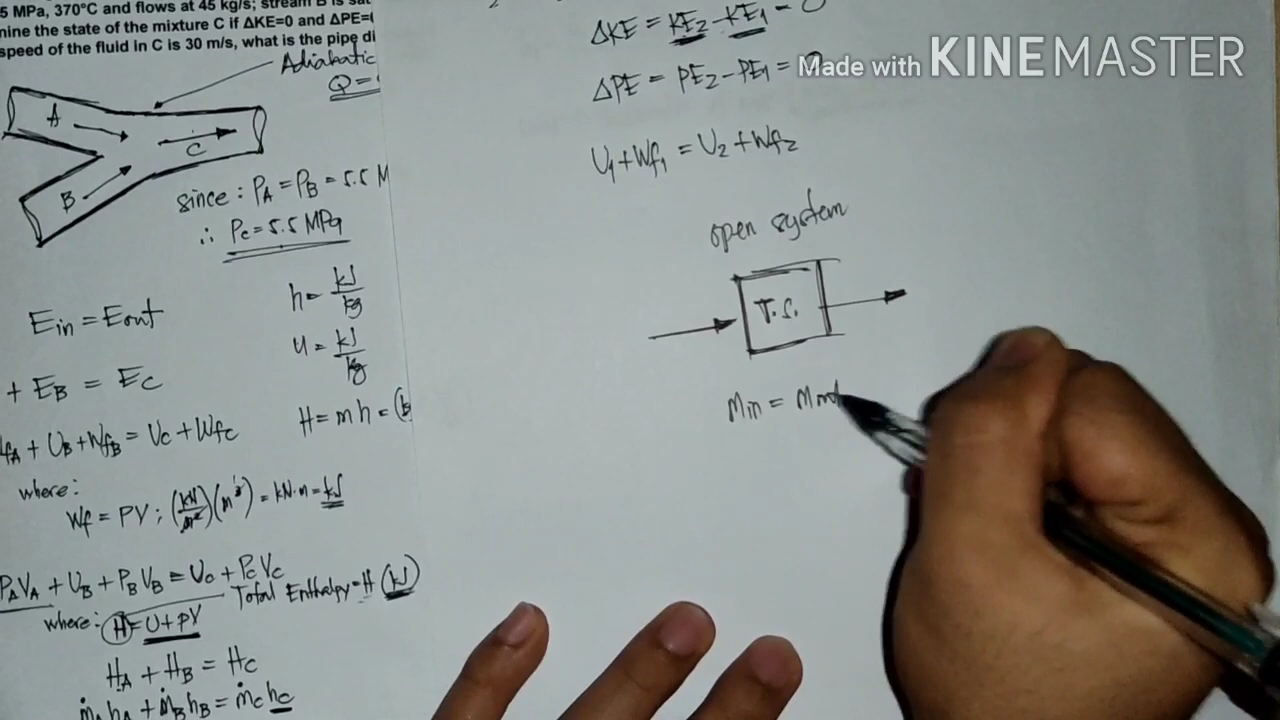 5 MPa, 370°C and flows at 45 kg/s; stream B is sat
nine the state of the mixture C if ΔKE=0 and ΔPE=
speed of the fluid in C is 30 m/s, what is the pipe di
Adiabatic
Q=
A
C
B
since: PA = PB = 5.5 M
∴ Pc = 5.5 MPa
Ein = Eout
h = kJ/kg
u = kJ/kg
+ EB = EC
H = mh = (k
fA + UB + WfB = Uc + Wfc
where:
Wf = PV; (kN/m²)(m³) = kN·m = kJ
PAVA + UB + PBVB = Uc + PcVc
Total Enthalpy = H (kJ)
where: H = U + PV
HA + HB = Hc
ṁAhA + ṁBhB = ṁchc
ΔKE = KE2 - KE1 = 0
ΔPE = PE2 - PE1 =
Made with KINEMASTER
U1 + Wf1 = U2 + Wf2
open system
T.S.
Min = Mout